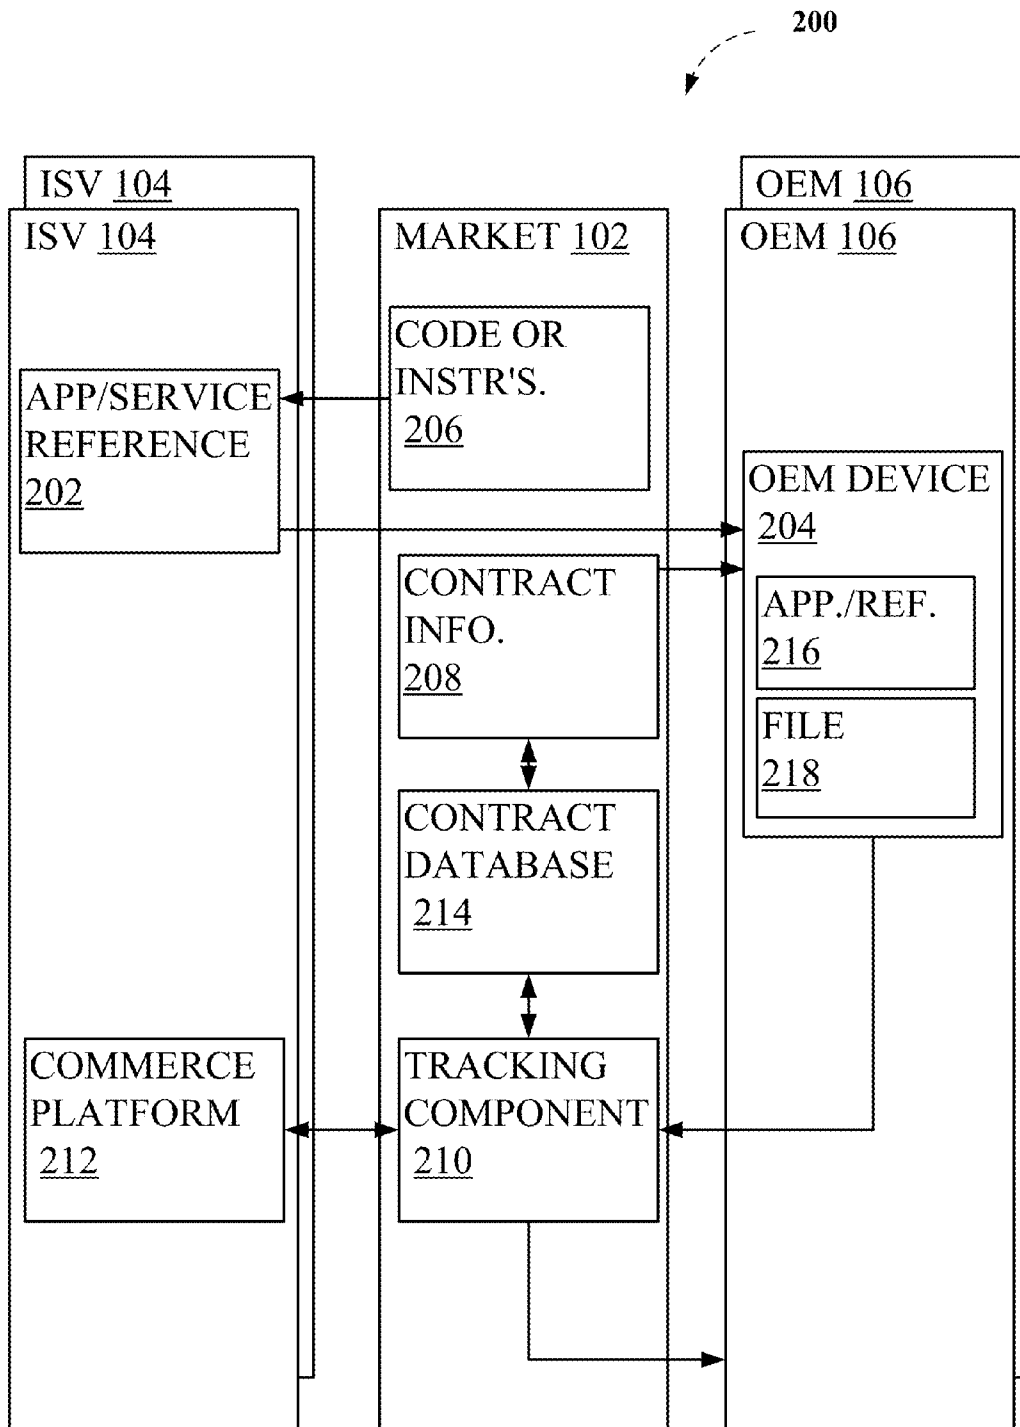 200
ISV 104
ISV 104
MARKET 102
OEM 106
OEM 106
CODE OR
INSTR'S.
206
APP/SERVICE
REFERENCE
202
OEM DEVICE
204
CONTRACT
INFO.
208
APP./REF.
216
FILE
218
CONTRACT
DATABASE
214
COMMERCE
PLATFORM
212
TRACKING
COMPONENT
210